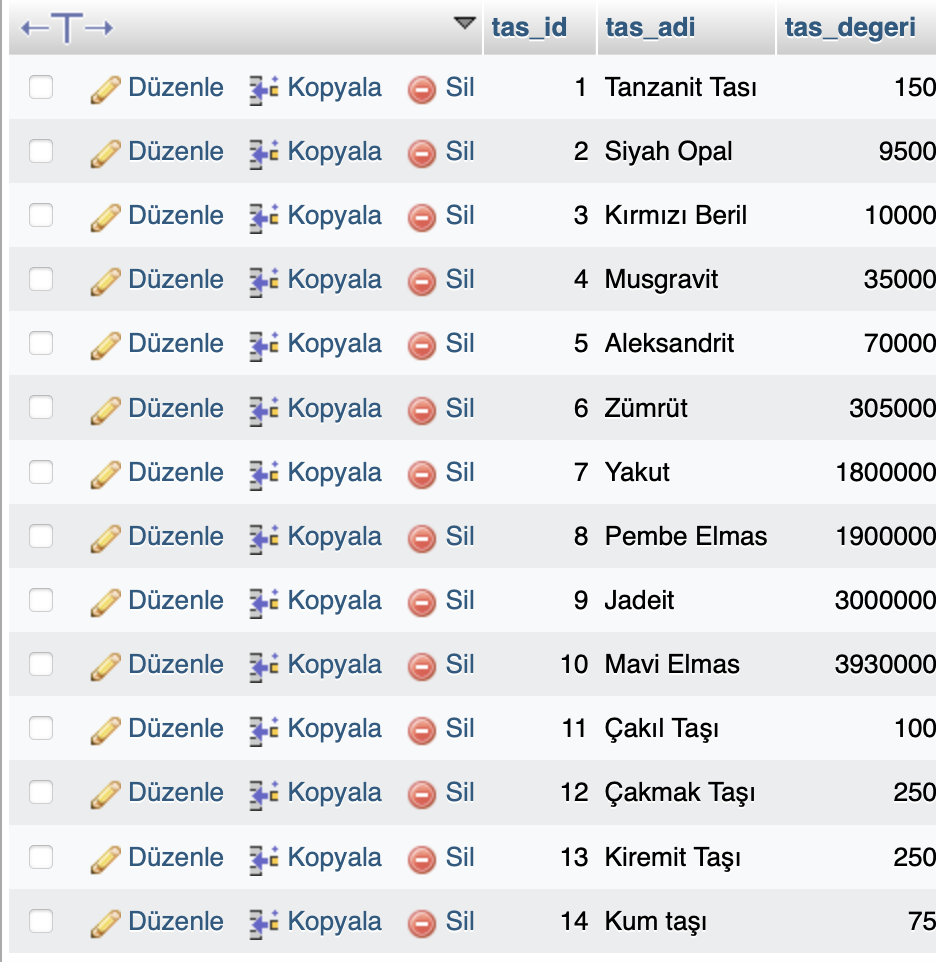 tas_id tas_adi tas_degeri
Düzenle Kopyala Sil 1 Tanzanit Tası 150
Düzenle Kopyala Sil 2 Siyah Opal 9500
Düzenle Kopyala Sil 3 Kırmızı Beril 10000
Düzenle Kopyala Sil 4 Musgravit 35000
Düzenle Kopyala Sil 5 Aleksandrit 70000
Düzenle Kopyala Sil 6 Zümrüt 305000
Düzenle Kopyala Sil 7 Yakut 1800000
Düzenle Kopyala Sil 8 Pembe Elmas 1900000
Düzenle Kopyala Sil 9 Jadeit 3000000
Düzenle Kopyala Sil 10 Mavi Elmas 3930000
Düzenle Kopyala Sil 11 Çakıl Taşı 100
Düzenle Kopyala Sil 12 Çakmak Taşı 250
Düzenle Kopyala Sil 13 Kiremit Taşı 250
Düzenle Kopyala Sil 14 Kum taşı 75